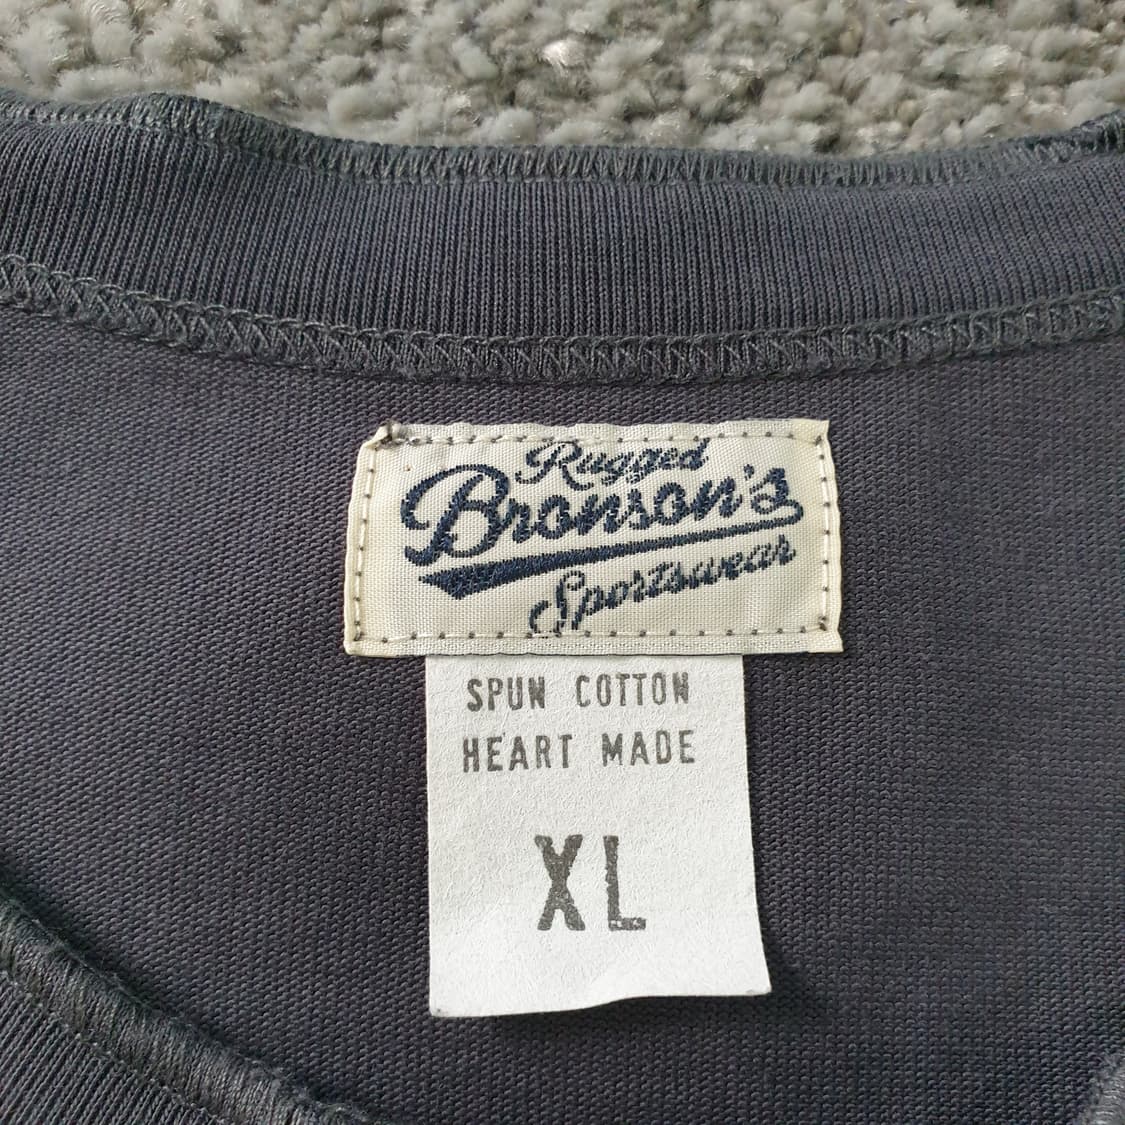 Rugged
Bronson's
Sportswear
SPUN COTTON
HEART MADE
XL